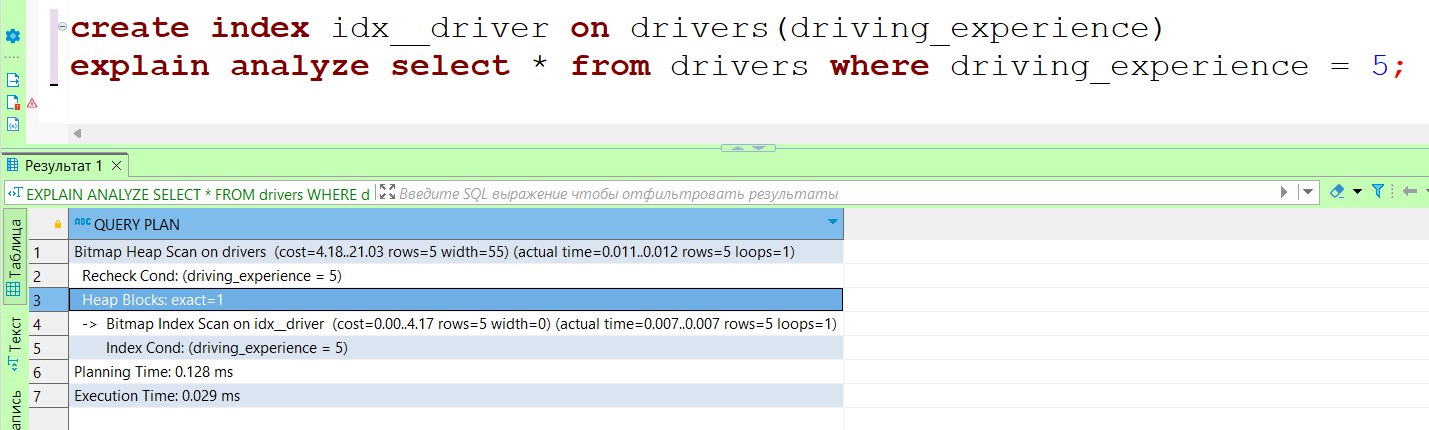 create index idx__driver on drivers(driving_experience)
explain analyze select * from drivers where driving_experience = 5;
Результат 1
EXPLAIN ANALYZE SELECT * FROM drivers WHERE d
Введите SQL выражение чтобы отфильтровать результаты
Таблица
Текст
апись
ABC QUERY PLAN
1 Bitmap Heap Scan on drivers (cost=4.18..21.03 rows=5 width=55) (actual time=0.011..0.012 rows=5 loops=1)
2 Recheck Cond: (driving_experience = 5)
3 Heap Blocks: exact=1
4 -> Bitmap Index Scan on idx__driver (cost=0.00..4.17 rows=5 width=0) (actual time=0.007..0.007 rows=5 loops=1)
5 Index Cond: (driving_experience = 5)
6 Planning Time: 0.128 ms
7 Execution Time: 0.029 ms